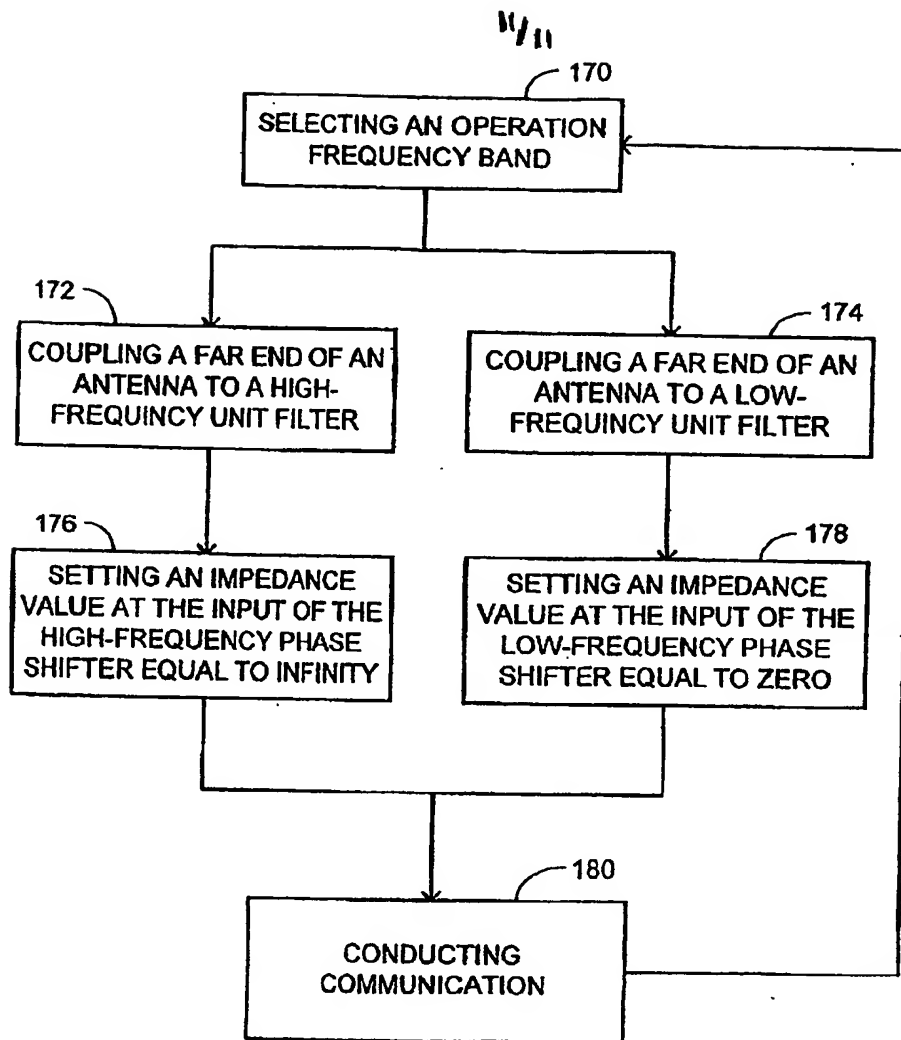 11/11
170
SELECTING AN OPERATION
FREQUENCY BAND
172
COUPLING A FAR END OF AN
ANTENNA TO A HIGH-
FREQUINCY UNIT FILTER
174
COUPLING A FAR END OF AN
ANTENNA TO A LOW-
FREQUINCY UNIT FILTER
176
SETTING AN IMPEDANCE
VALUE AT THE INPUT OF THE
HIGH-FREQUENCY PHASE
SHIFTER EQUAL TO INFINITY
178
SETTING AN IMPEDANCE
VALUE AT THE INPUT OF THE
LOW-FREQUENCY PHASE
SHIFTER EQUAL TO ZERO
180
CONDUCTING
COMMUNICATION